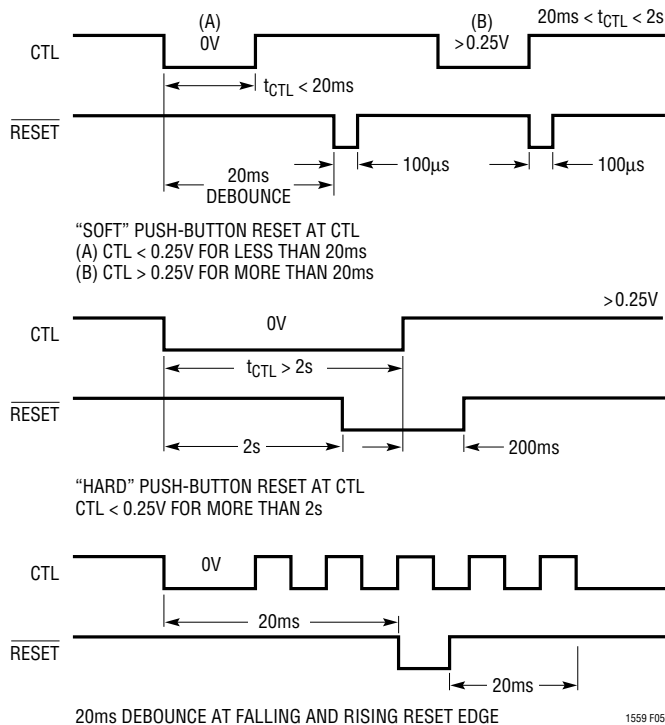 (A)
(B)
20ms < tCTL < 2s
CTL
0V
>0.25V
tCTL < 20ms
RESET
100µs
100µs
20ms
DEBOUNCE
“SOFT” PUSH-BUTTON RESET AT CTL
(A) CTL < 0.25V FOR LESS THAN 20ms
(B) CTL > 0.25V FOR MORE THAN 20ms
>0.25V
CTL
0V
tCTL > 2s
RESET
2s
200ms
“HARD” PUSH-BUTTON RESET AT CTL
CTL < 0.25V FOR MORE THAN 2s
CTL
0V
20ms
RESET
20ms
20ms DEBOUNCE AT FALLING AND RISING RESET EDGE
1559 F05